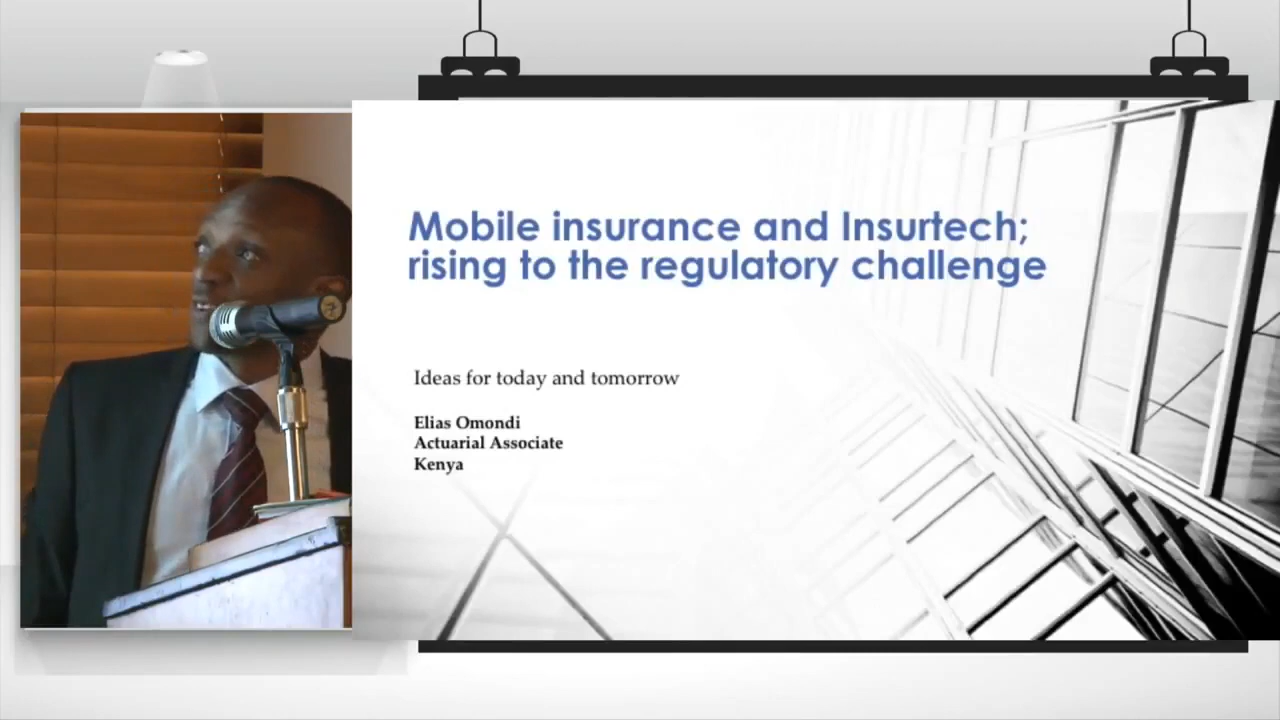 Mobile insurance and Insurtech;
rising to the regulatory challenge
Ideas for today and tomorrow
Elias Omondi
Actuarial Associate
Kenya